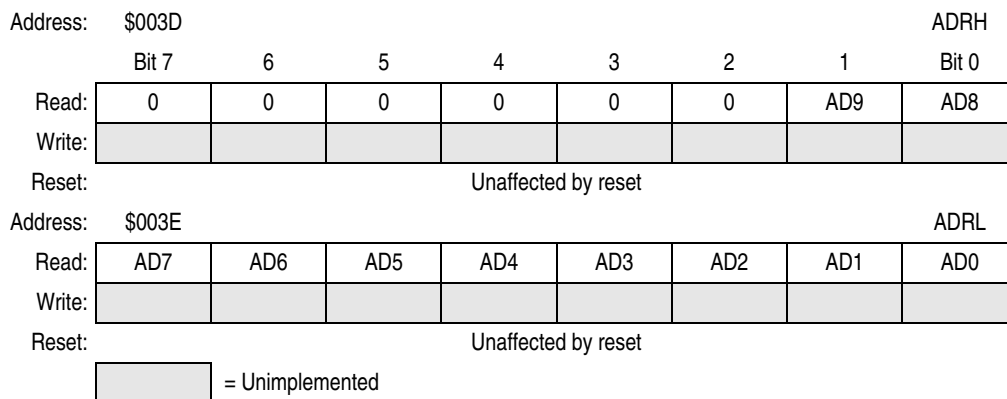 Address: $003D ADRH
Bit 7 6 5 4 3 2 1 Bit 0
Read: 0 0 0 0 0 0 AD9 AD8
Write:
Reset: Unaffected by reset
Address: $003E ADRL
Read: AD7 AD6 AD5 AD4 AD3 AD2 AD1 AD0
Write:
Reset: Unaffected by reset
= Unimplemented